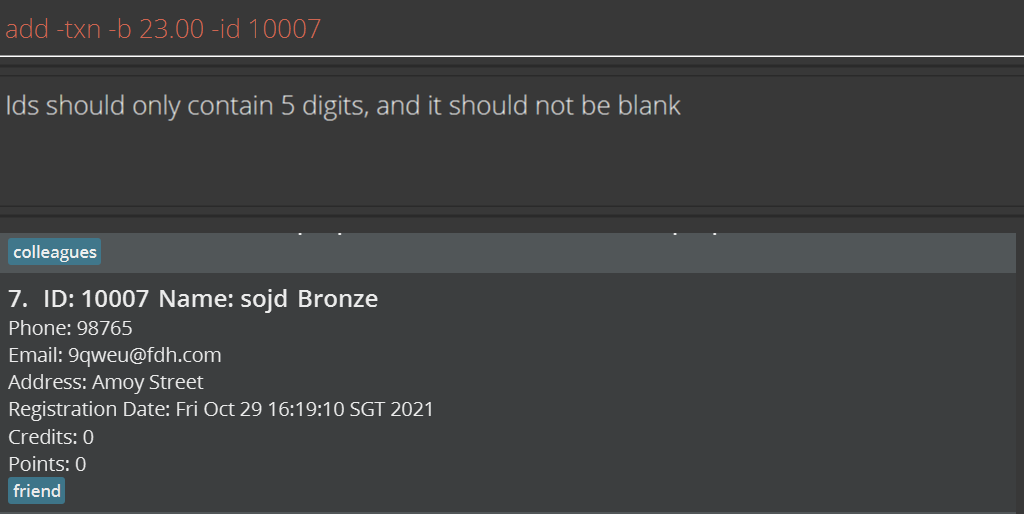 add -txn -b 23.00 -id 10007
Ids should only contain 5 digits, and it should not be blank
colleagues
7. ID: 10007 Name: sojd Bronze
Phone: 98765
Email: 9qweu@fdh.com
Address: Amoy Street
Registration Date: Fri Oct 29 16:19:10 SGT 2021
Credits: 0
Points: 0
friend